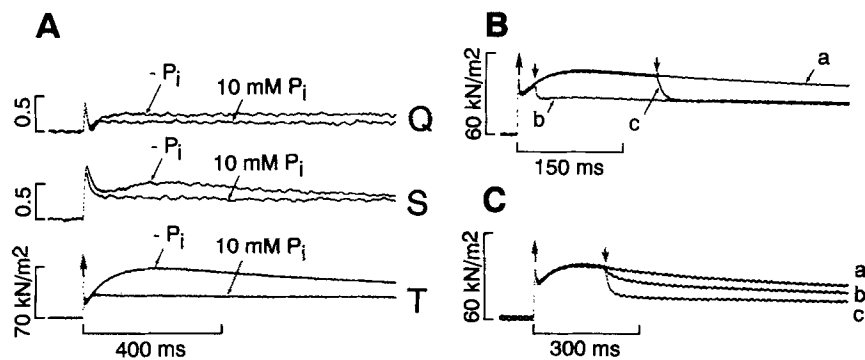 A
- Pi
10 mM Pi
0.5
Q
- Pi
10 mM Pi
0.5
S
- Pi
10 mM Pi
70 kN/m2
T
400 ms
B
60 kN/m2
a
b
c
150 ms
C
60 kN/m2
a
b
c
300 ms